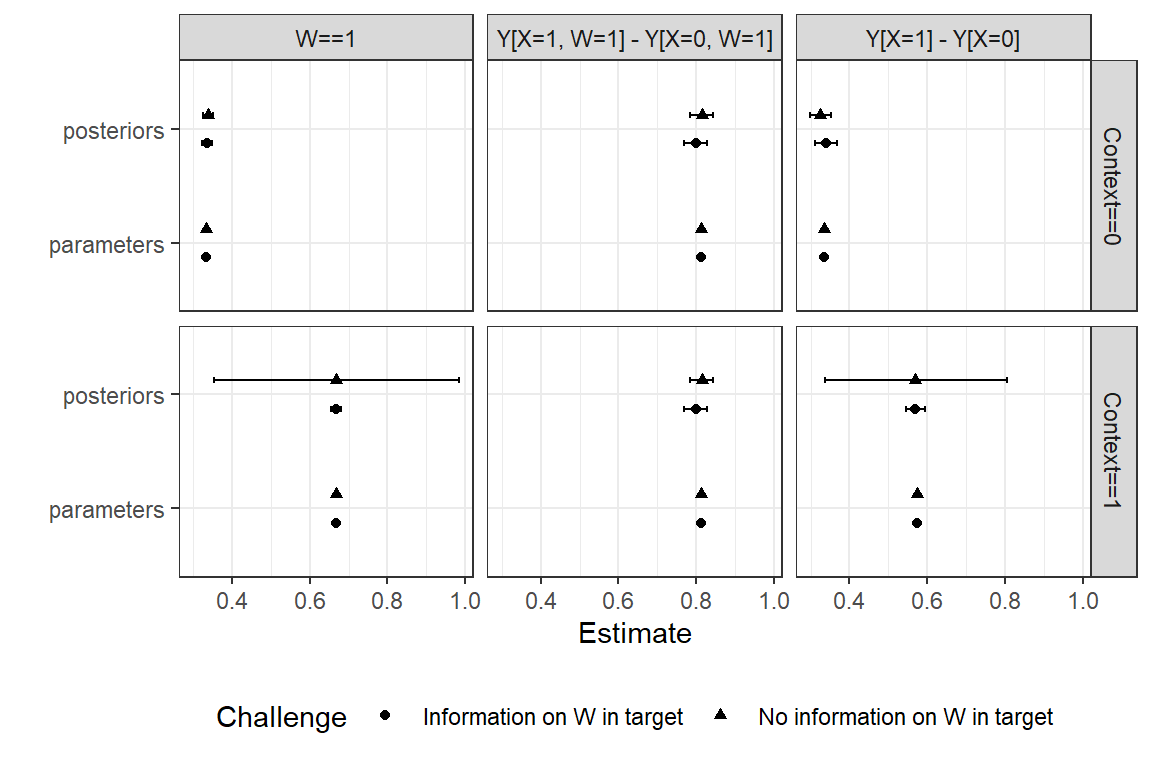 W==1
Y[X=1, W=1] - Y[X=0, W=1]
Y[X=1] - Y[X=0]
posteriors
parameters
Context==0
posteriors
parameters
Context==1
0.4 0.6 0.8 1.0 0.4 0.6 0.8 1.0 0.4 0.6 0.8 1.0
Estimate
Challenge Information on W in target No information on W in target